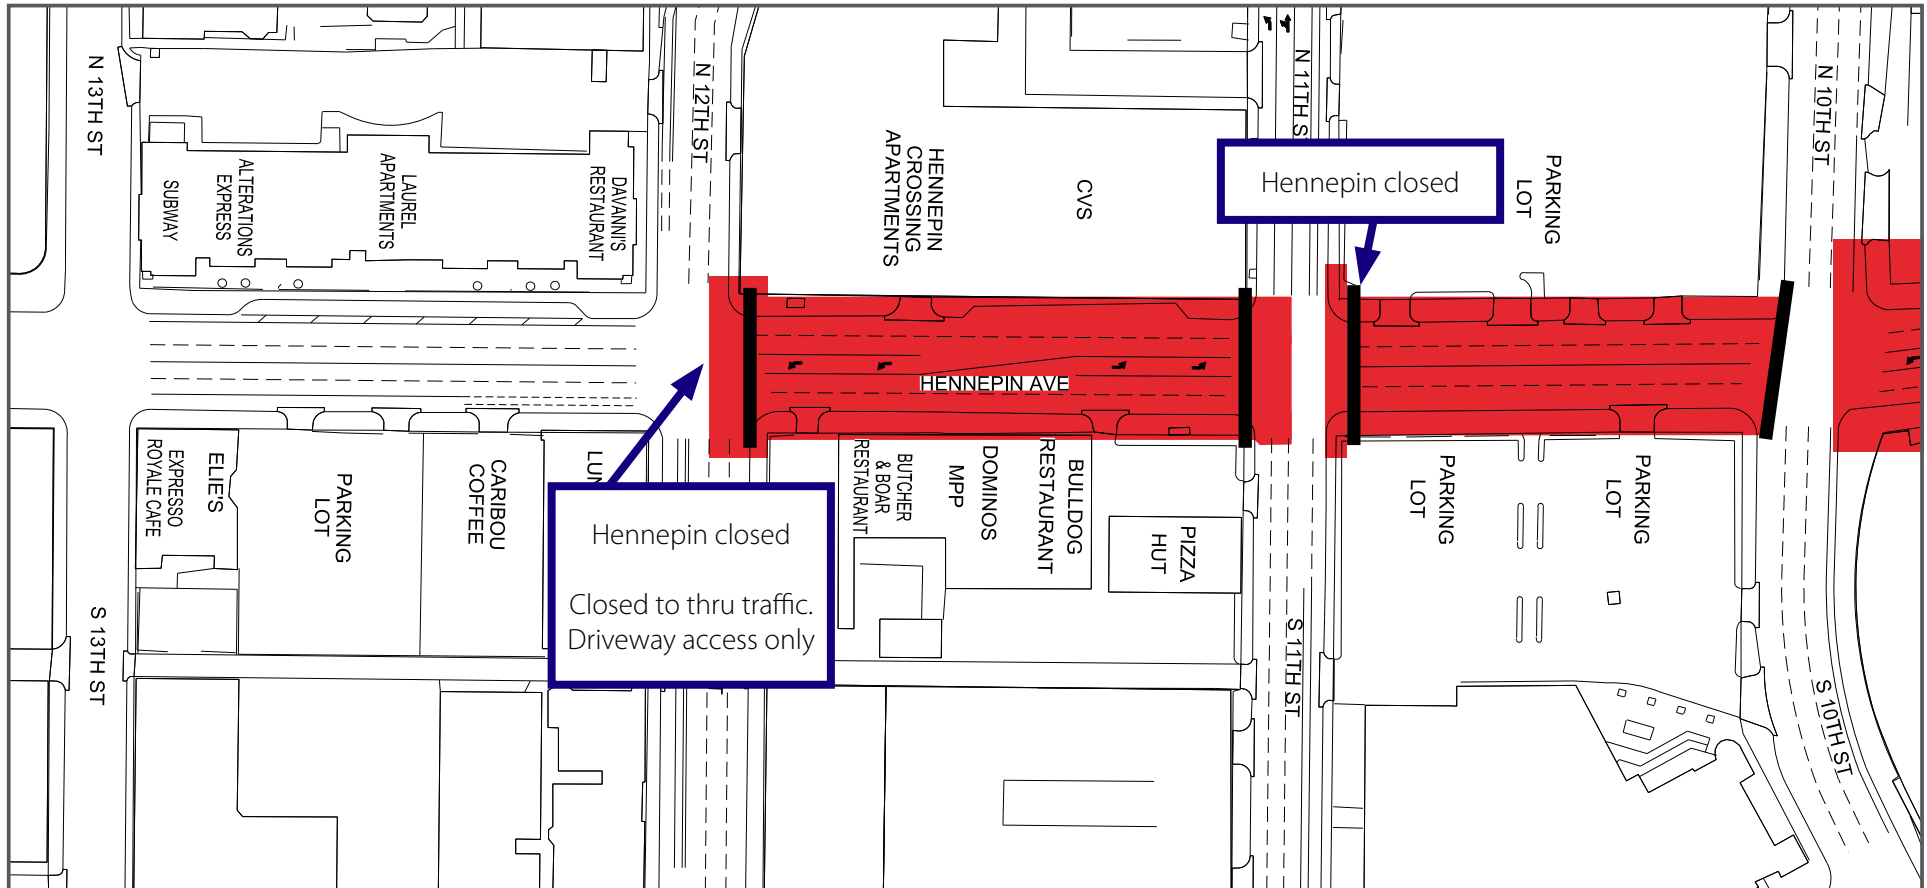 N 13TH ST
N 12TH ST
N 11TH ST
N 10TH ST
SUBWAY
ALTERATIONS
EXPRESS
LAUREL
APARTMENTS
DAVANNI'S
RESTAURANT
HENNEPIN
CROSSING
APARTMENTS
CVS
Hennepin closed
PARKING
LOT
HENNEPIN AVE
ELIE'S
EXPRESSO
ROYALE CAFE
PARKING
LOT
CARIBOU
COFFEE
LUN
Hennepin closed
Closed to thru traffic.
Driveway access only
BUTCHER
& BOAR
RESTAURANT
MPP
DOMINOS
BULLDOG
RESTAURANT
PIZZA
HUT
PARKING
LOT
PARKING
LOT
S 13TH ST
S 11TH ST
S 10TH ST